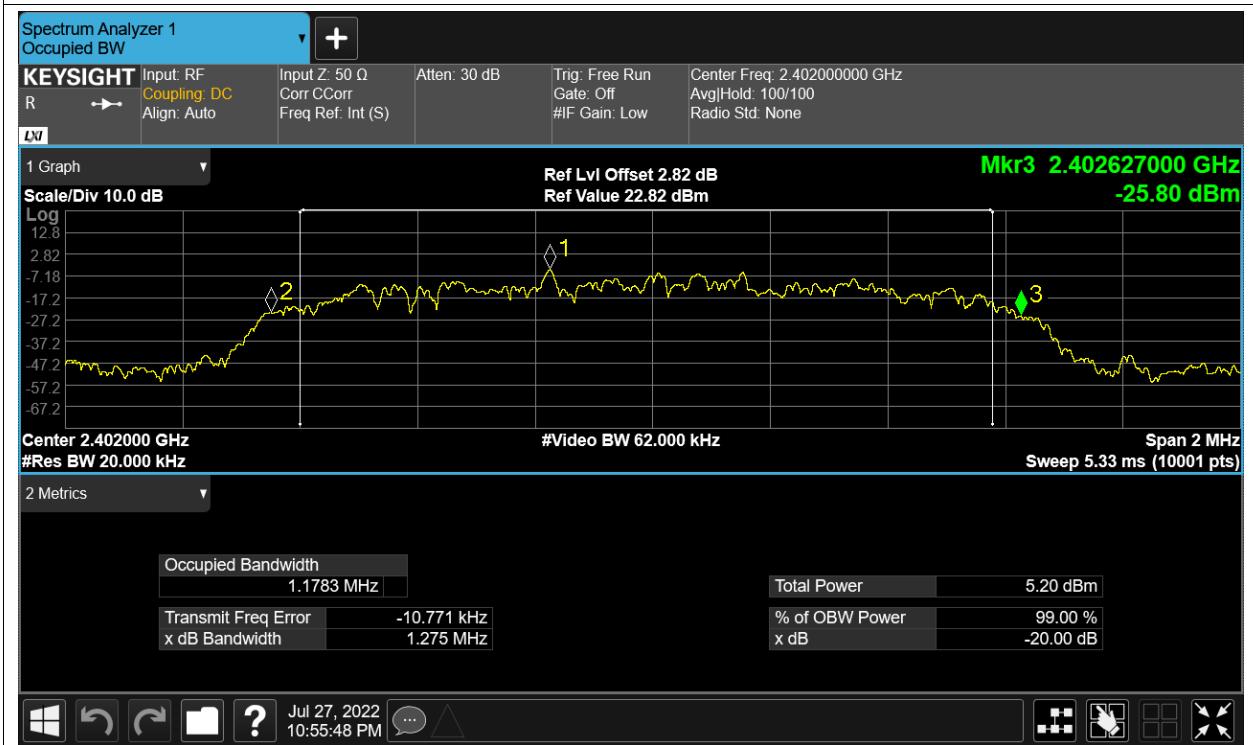 Spectrum Analyzer 1
Occupied BW
KEYSIGHT
R
LXI
Input: RF
Coupling: DC
Align: Auto
Input Z: 50 Ω
Corr CCorr
Freq Ref: Int (S)
Atten: 30 dB
Trig: Free Run
Gate: Off
#IF Gain: Low
Center Freq: 2.402000000 GHz
Avg|Hold: 100/100
Radio Std: None
1 Graph
Scale/Div 10.0 dB
Ref Lvl Offset 2.82 dB
Ref Value 22.82 dBm
Mkr3 2.402627000 GHz
-25.80 dBm
Log
12.8
2.82
-7.18
-17.2
-27.2
-37.2
-47.2
-57.2
-67.2
1
2
3
Center 2.402000 GHz
#Res BW 20.000 kHz
#Video BW 62.000 kHz
Span 2 MHz
Sweep 5.33 ms (10001 pts)
2 Metrics
Occupied Bandwidth
1.1783 MHz
Transmit Freq Error -10.771 kHz
x dB Bandwidth 1.275 MHz
Total Power 5.20 dBm
% of OBW Power 99.00 %
x dB -20.00 dB
?
Jul 27, 2022
10:55:48 PM